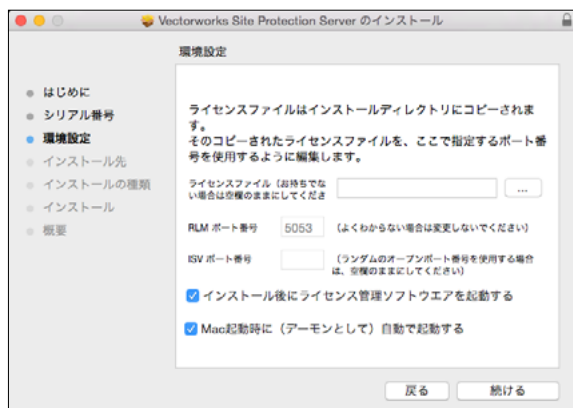 Vectorworks Site Protection Server のインストール
環境設定
はじめに
シリアル番号
環境設定
インストール先
インストールの種類
インストール
概要
ライセンスファイルはインストールディレクトリにコピーされま
す。
そのコピーされたライセンスファイルを、ここで指定するポート番
号を使用するように編集します。
ライセンスファイル（お持ちでな
い場合は空欄のままにしてくださ
...
RLM ポート番号 5053 （よくわからない場合は変更しないでください）
ISV ポート番号 （ランダムのオープンポート番号を使用する場合
は、空欄のままにしてください）
インストール後にライセンス管理ソフトウエアを起動する
Mac起動時に（デーモンとして）自動で起動する
戻る 続ける